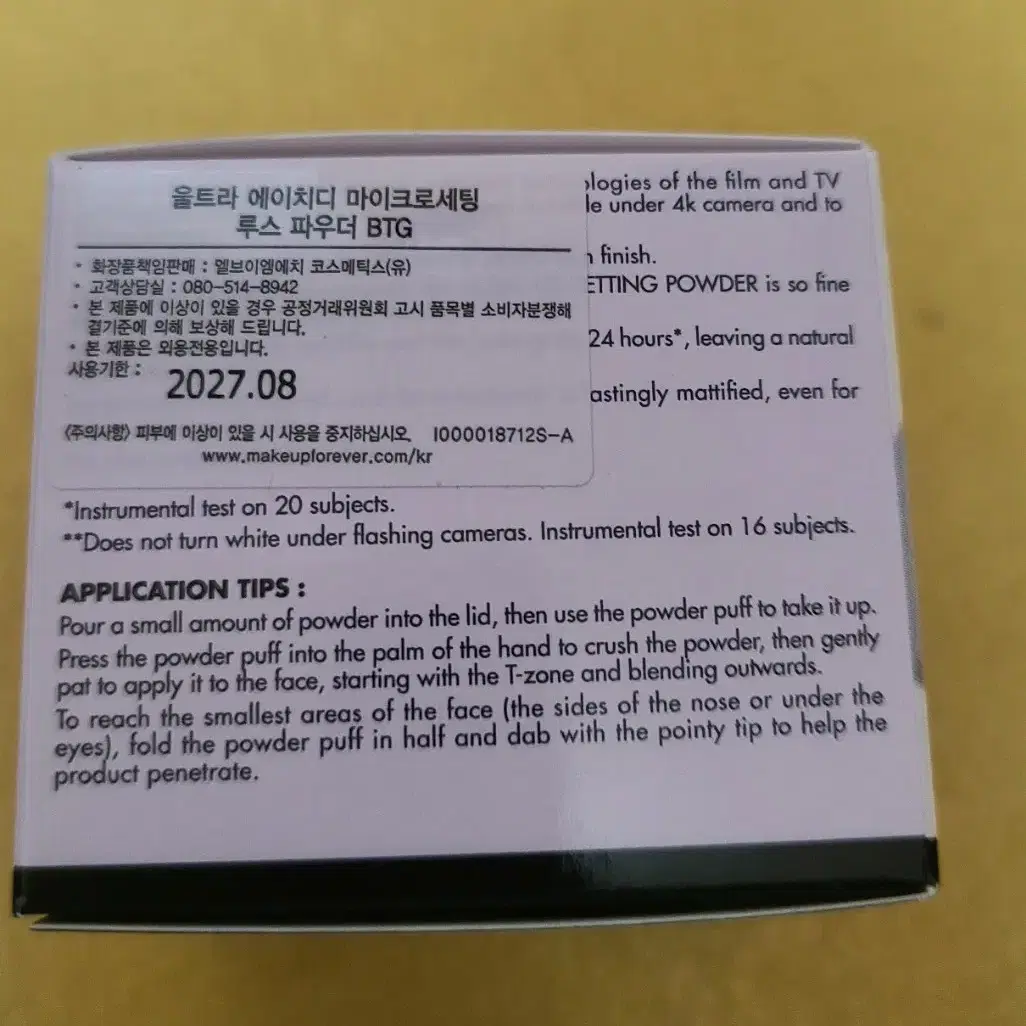 울트라 에이치디 마이크로세팅
루스 파우더 BTG
• 화장품책임판매 : 엘브이엠에치 코스메틱스(유)
• 고객상담실 : 080-514-8942
• 본 제품에 이상이 있을 경우 공정거래위원회 고시 품목별 소비자분쟁해
결기준에 의해 보상해 드립니다.
• 본 제품은 외용전용입니다.
사용기한 : 2027.08
〈주의사항〉 피부에 이상이 있을 시 사용을 중지하십시오. I000018712S-A
www.makeupforever.com/kr
ologies of the film and TV
le under 4k camera and to
finish.
ETTING POWDER is so fine
24 hours*, leaving a natural
astingly mattified, even for
*Instrumental test on 20 subjects.
**Does not turn white under flashing cameras. Instrumental test on 16 subjects.
APPLICATION TIPS :
Pour a small amount of powder into the lid, then use the powder puff to take it up.
Press the powder puff into the palm of the hand to crush the powder, then gently
pat to apply it to the face, starting with the T-zone and blending outwards.
To reach the smallest areas of the face (the sides of the nose or under the
eyes), fold the powder puff in half and dab with the pointy tip to help the
product penetrate.